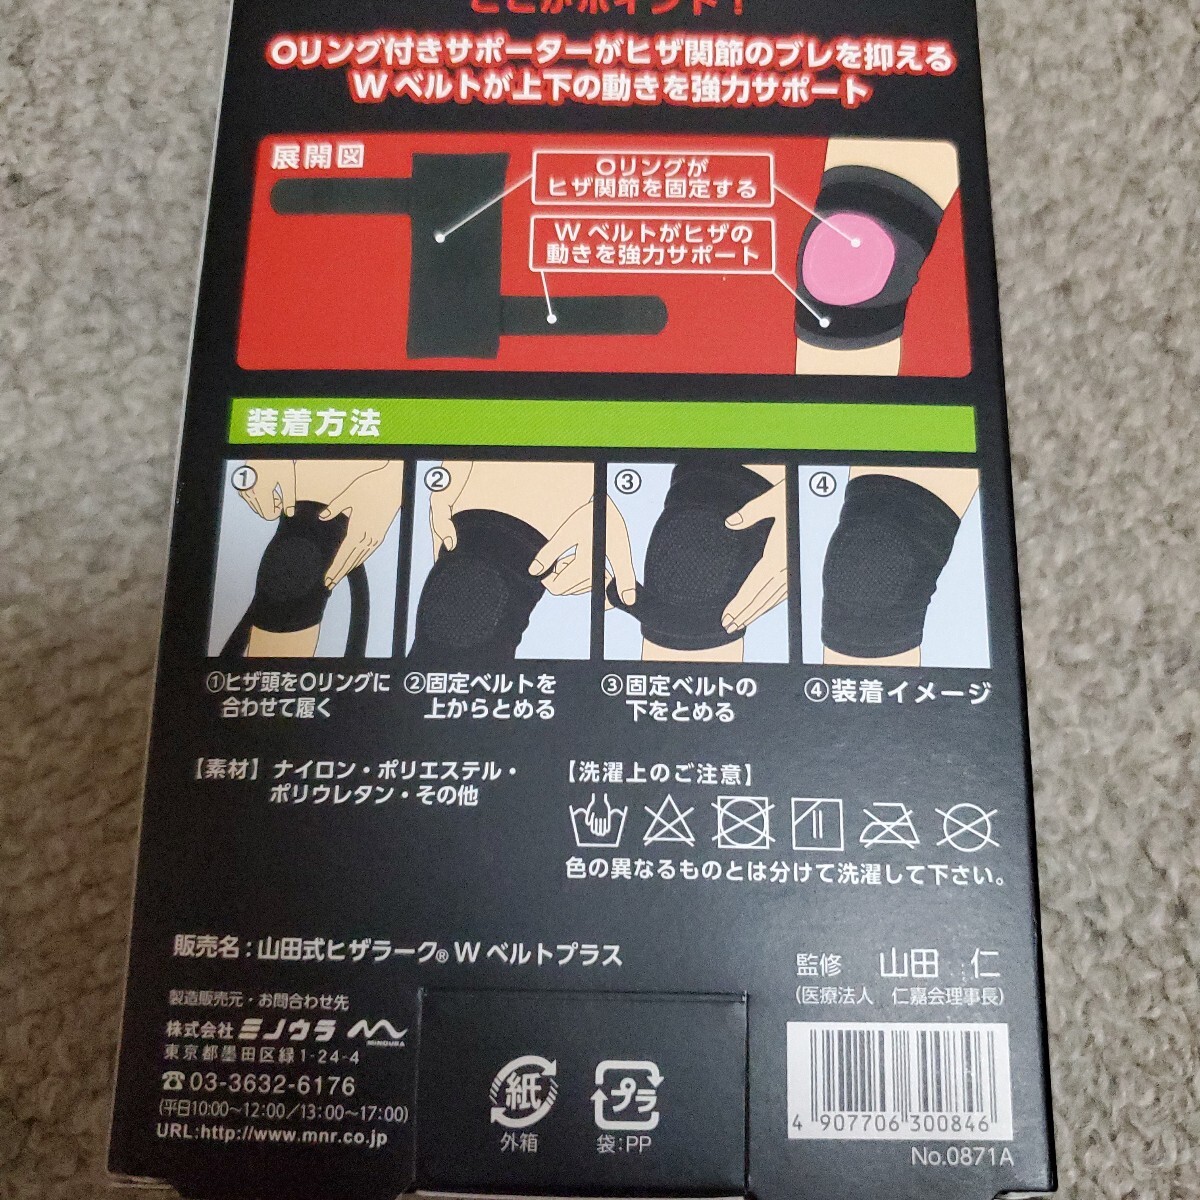 ここがポイント！
Oリング付きサポーターがヒザ関節のブレを抑える
Wベルトが上下の動きを強力サポート
展開図
Oリングが
ヒザ関節を固定する
Wベルトがヒザの
動きを強力サポート
装着方法
① ② ③ ④
①ヒザ頭をOリングに
合わせて履く
②固定ベルトを
上からとめる
③固定ベルトの
下をとめる
④装着イメージ
【素材】ナイロン・ポリエステル・
ポリウレタン・その他
【洗濯上のご注意】
色の異なるものとは分けて洗濯して下さい。
販売名：山田式ヒザラーク® Wベルトプラス
監修 山田 仁
（医療法人 仁嘉会理事長）
製造販売元・お問合わせ先
株式会社ミノウラ
MINOURA
東京都墨田区緑1-24-4
☎03-3632-6176
(平日10:00〜12:00／13:00〜17:00)
URL:http://www.mnr.co.jp
紙
外箱
プラ
袋：PP
4 907706 300846
No.0871A